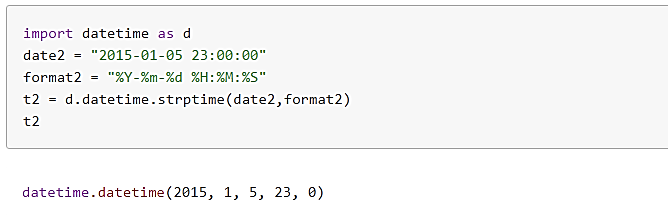 import datetime as d
date2 = "2015-01-05 23:00:00"
format2 = "%Y-%m-%d %H:%M:%S"
t2 = d.datetime.strptime(date2,format2)
t2
datetime.datetime(2015, 1, 5, 23, 0)